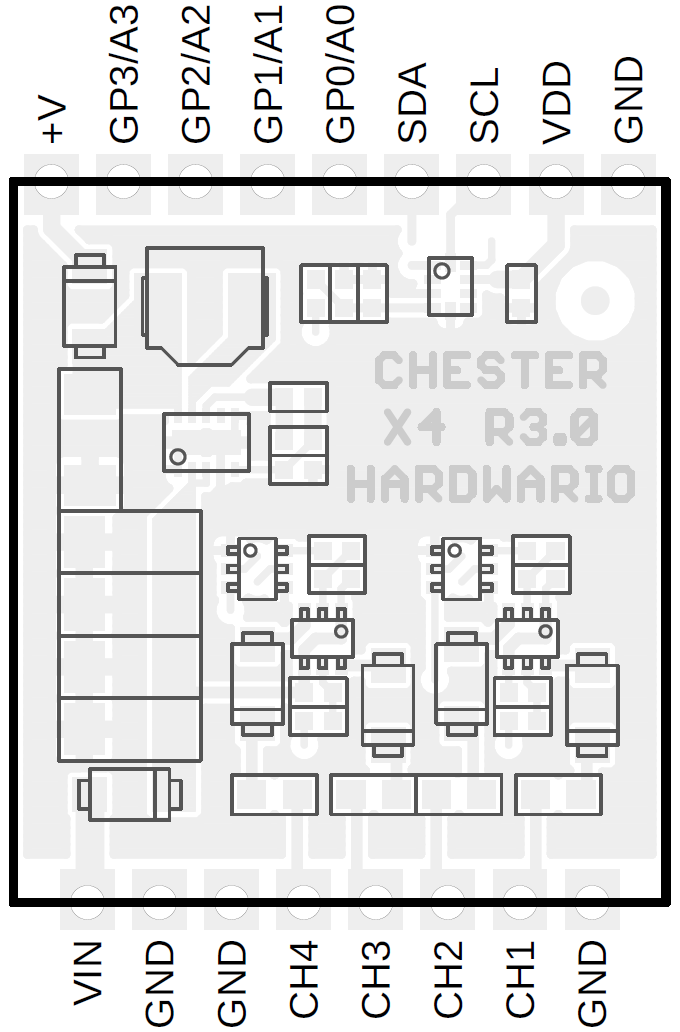 +V
GP3/A3
GP2/A2
GP1/A1
GP0/A0
SDA
SCL
VDD
GND
CHESTER
X4 R3.0
HARDWARIO
VIN
GND
GND
CH4
CH3
CH2
CH1
GND